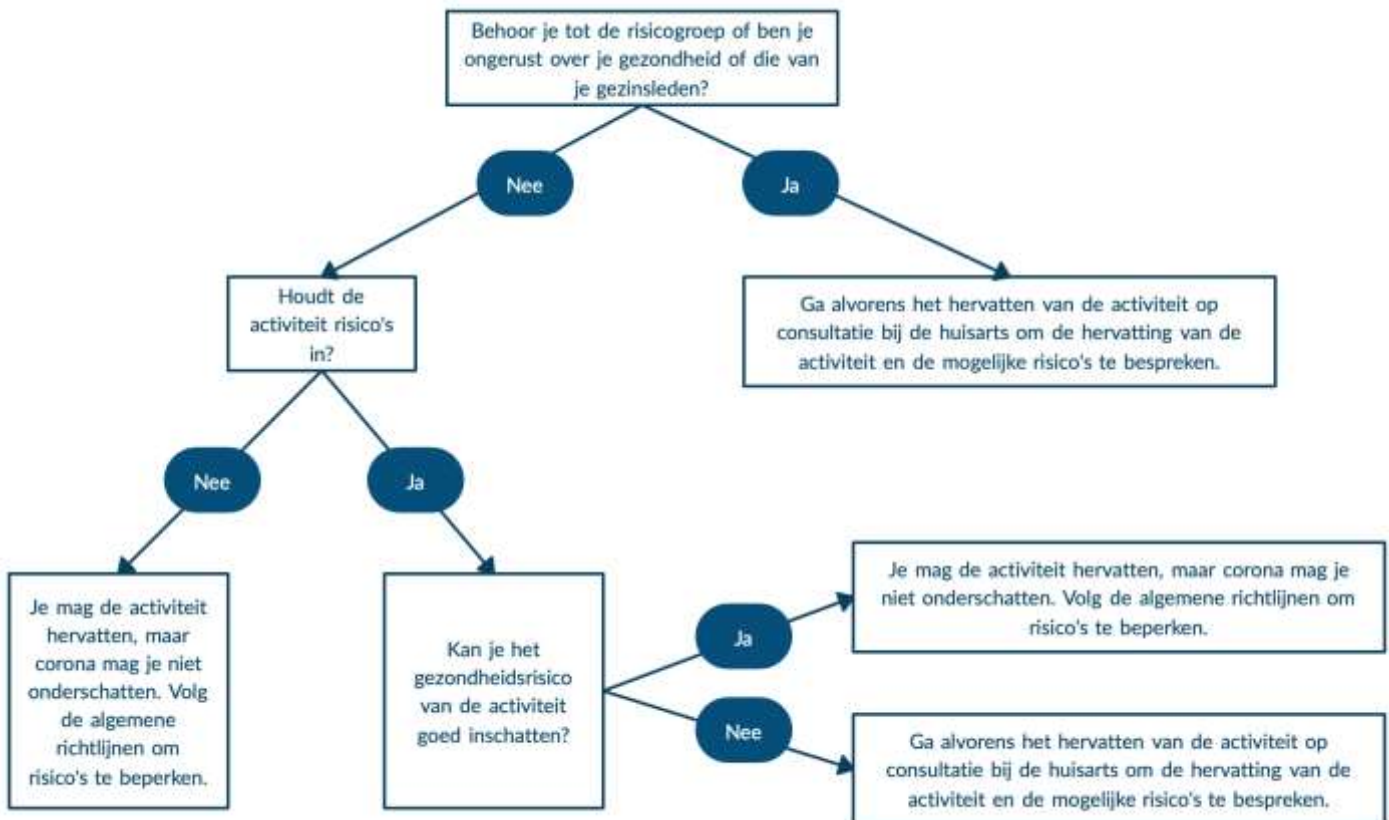 Behoor je tot de risicogroep of ben je
ongerust over je gezondheid of die van
je gezinsleden?
Nee
Ja
Houdt de
activiteit risico's
in?
Ga alvorens het hervatten van de activiteit op
consultatie bij de huisarts om de hervatting van de
activiteit en de mogelijke risico's te bespreken.
Nee
Ja
Je mag de activiteit
hervatten, maar
corona mag je niet
onderschatten. Volg
de algemene
richtlijnen om
risico's te beperken.
Kan je het
gezondheidsrisico
van de activiteit
goed inschatten?
Ja
Je mag de activiteit hervatten, maar corona mag je
niet onderschatten. Volg de algemene richtlijnen om
risico's te beperken.
Nee
Ga alvorens het hervatten van de activiteit op
consultatie bij de huisarts om de hervatting van de
activiteit en de mogelijke risico's te bespreken.